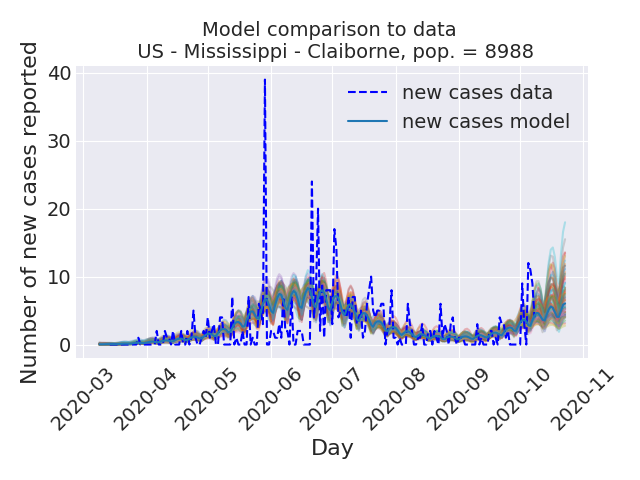 Model comparison to data
US - Mississippi - Claiborne, pop. = 8988
Number of new cases reported
40
30
20
10
0
new cases data
new cases model
2020-03
2020-04
2020-05
2020-06
2020-07
2020-08
2020-09
2020-10
2020-11
Day